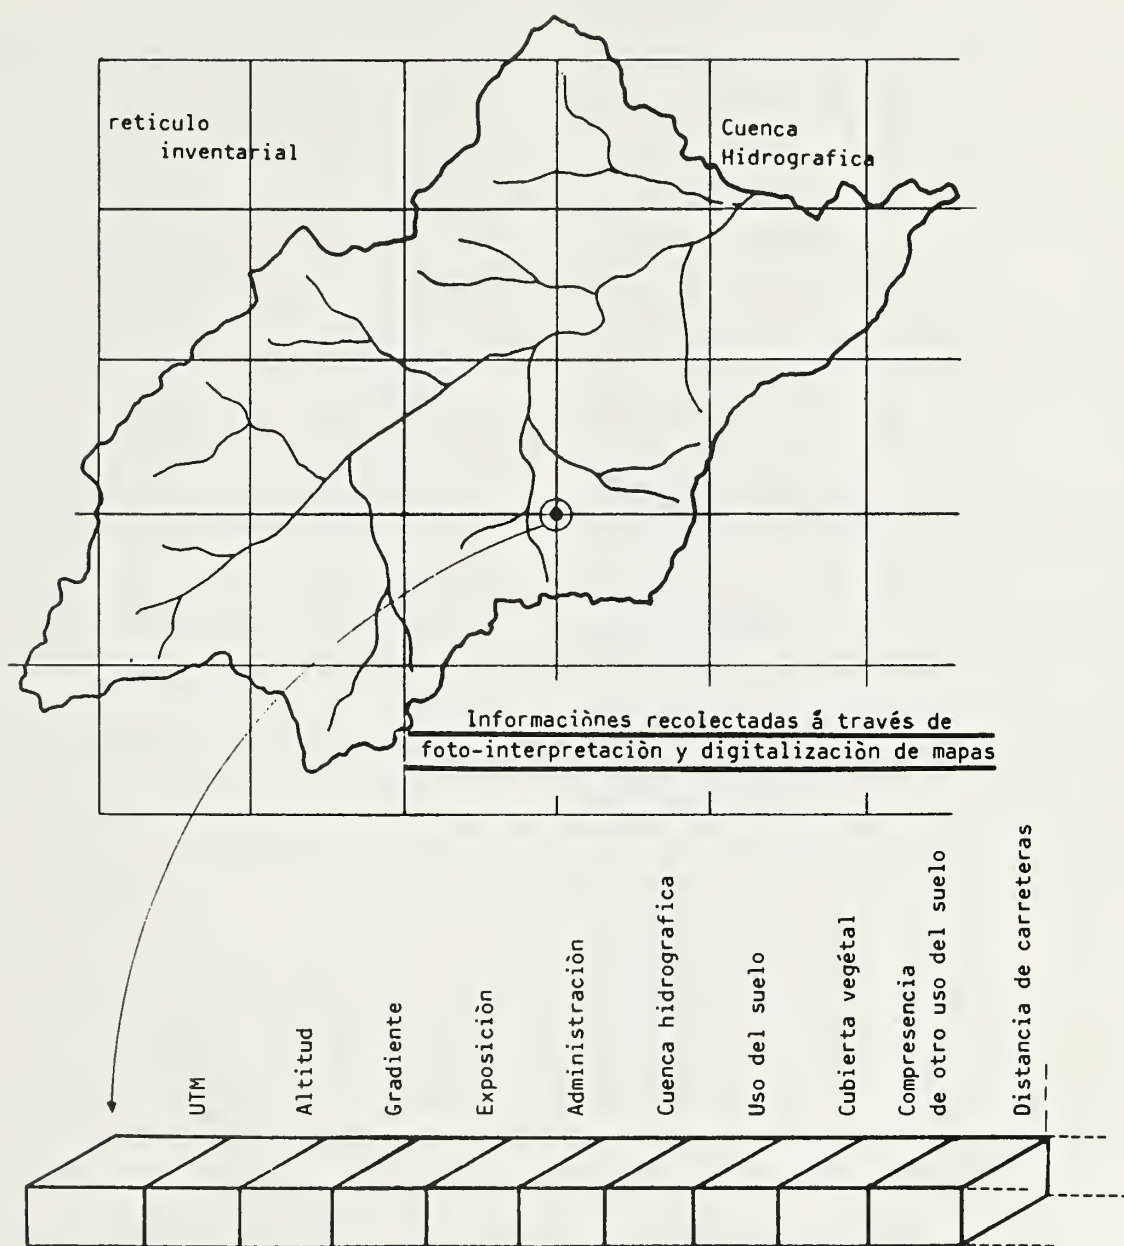 reticulo
inventarial
Cuenca
Hidrografica
Informaciònes recolectadas á través de
foto-interpretaciòn y digitalizaciòn de mapas
UTM
Altitud
Gradiente
Exposiciòn
Administraciòn
Cuenca hidrografica
Uso del suelo
Cubierta vegétal
Compresencia
de otro uso del suelo
Distancia de carreteras